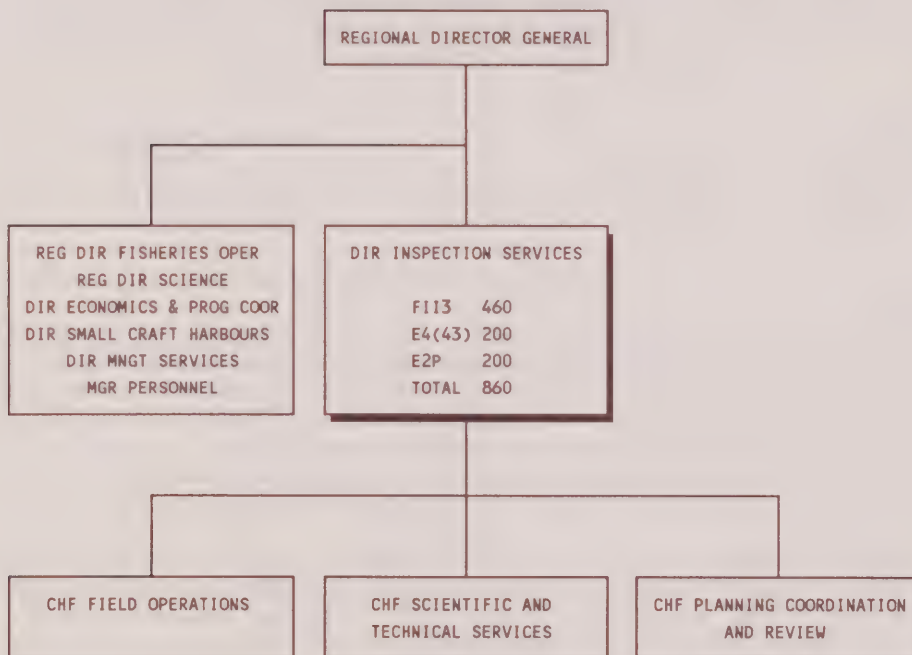 REGIONAL DIRECTOR GENERAL
REG DIR FISHERIES OPER
REG DIR SCIENCE
DIR ECONOMICS & PROG COOR
DIR SMALL CRAFT HARBOURS
DIR MNGT SERVICES
MGR PERSONNEL
DIR INSPECTION SERVICES
FII3 460
E4(43) 200
E2P 200
TOTAL 860
CHF FIELD OPERATIONS
CHF SCIENTIFIC AND
TECHNICAL SERVICES
CHF PLANNING COORDINATION
AND REVIEW